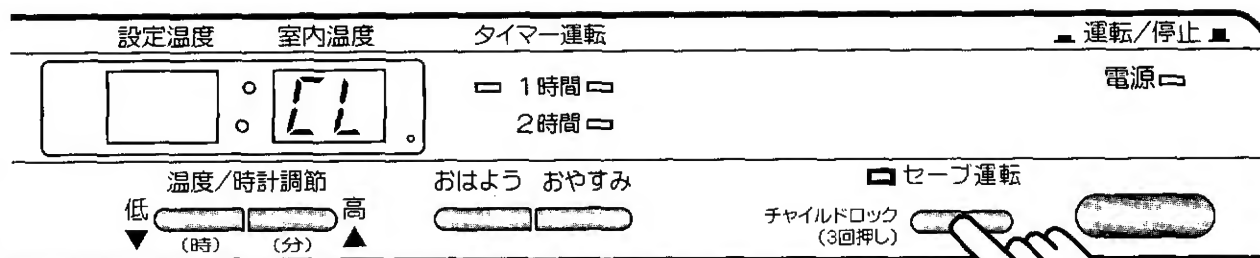 設定温度 室内温度 タイマー運転 運転/停止
CL 1時間 電源
2時間
温度/時計調節 おはよう おやすみ セーブ運転
低 高 チャイルドロック
▼ (時) (分) ▲ (3回押し)